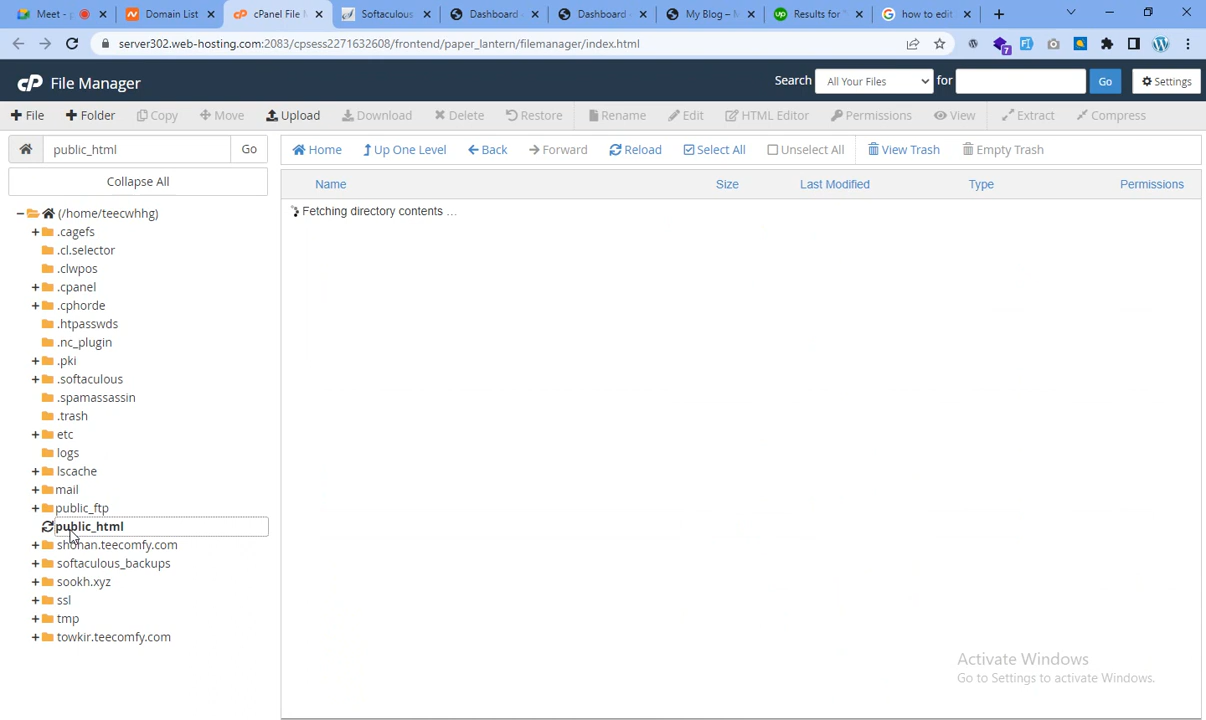 Meet -
Domain List
cPanel File M
Softaculous
Dashboard
Dashboard
My Blog –
Results for
how to edit
server302.web-hosting.com:2083/cpsess2271632608/frontend/paper_lantern/filemanager/index.html
7
cP File Manager
Search All Your Files for Go Settings
File Folder Copy Move Upload Download Delete Restore Rename Edit HTML Editor Permissions View Extract Compress
public_html Go
Home Up One Level Back Forward Reload Select All Unselect All View Trash Empty Trash
Collapse All
Name Size Last Modified Type Permissions
Fetching directory contents ...
(/home/teecwhhg)
.cagefs
.cl.selector
.clwpos
.cpanel
.cphorde
.htpasswds
.nc_plugin
.pki
.softaculous
.spamassassin
.trash
etc
logs
lscache
mail
public_ftp
public_html
shohan.teecomfy.com
softaculous_backups
sookh.xyz
ssl
tmp
towkir.teecomfy.com
Activate Windows
Go to Settings to activate Windows.